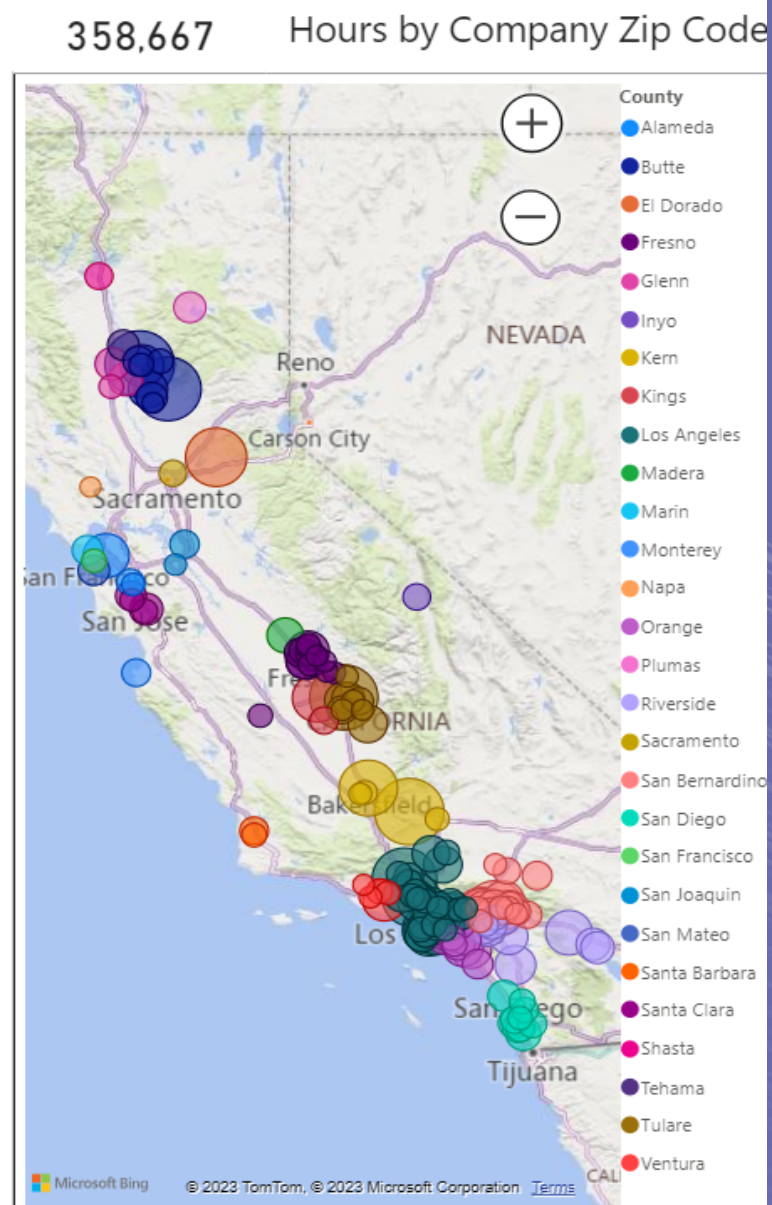 358,667
Hours by Company Zip Code
County
Alameda
Butte
El Dorado
Fresno
Glenn
Inyo
Kern
Kings
Los Angeles
Madera
Marin
Monterey
Napa
Orange
Plumas
Riverside
Sacramento
San Bernardino
San Diego
San Francisco
San Joaquin
San Mateo
Santa Barbara
Santa Clara
Shasta
Tehama
Tulare
Ventura
NEVADA
Reno
Carson City
Sacramento
San Jose
Bakersfield
Los
San
Tijuana
CAL
Microsoft Bing
© 2023 TomTom, © 2023 Microsoft Corporation Terms